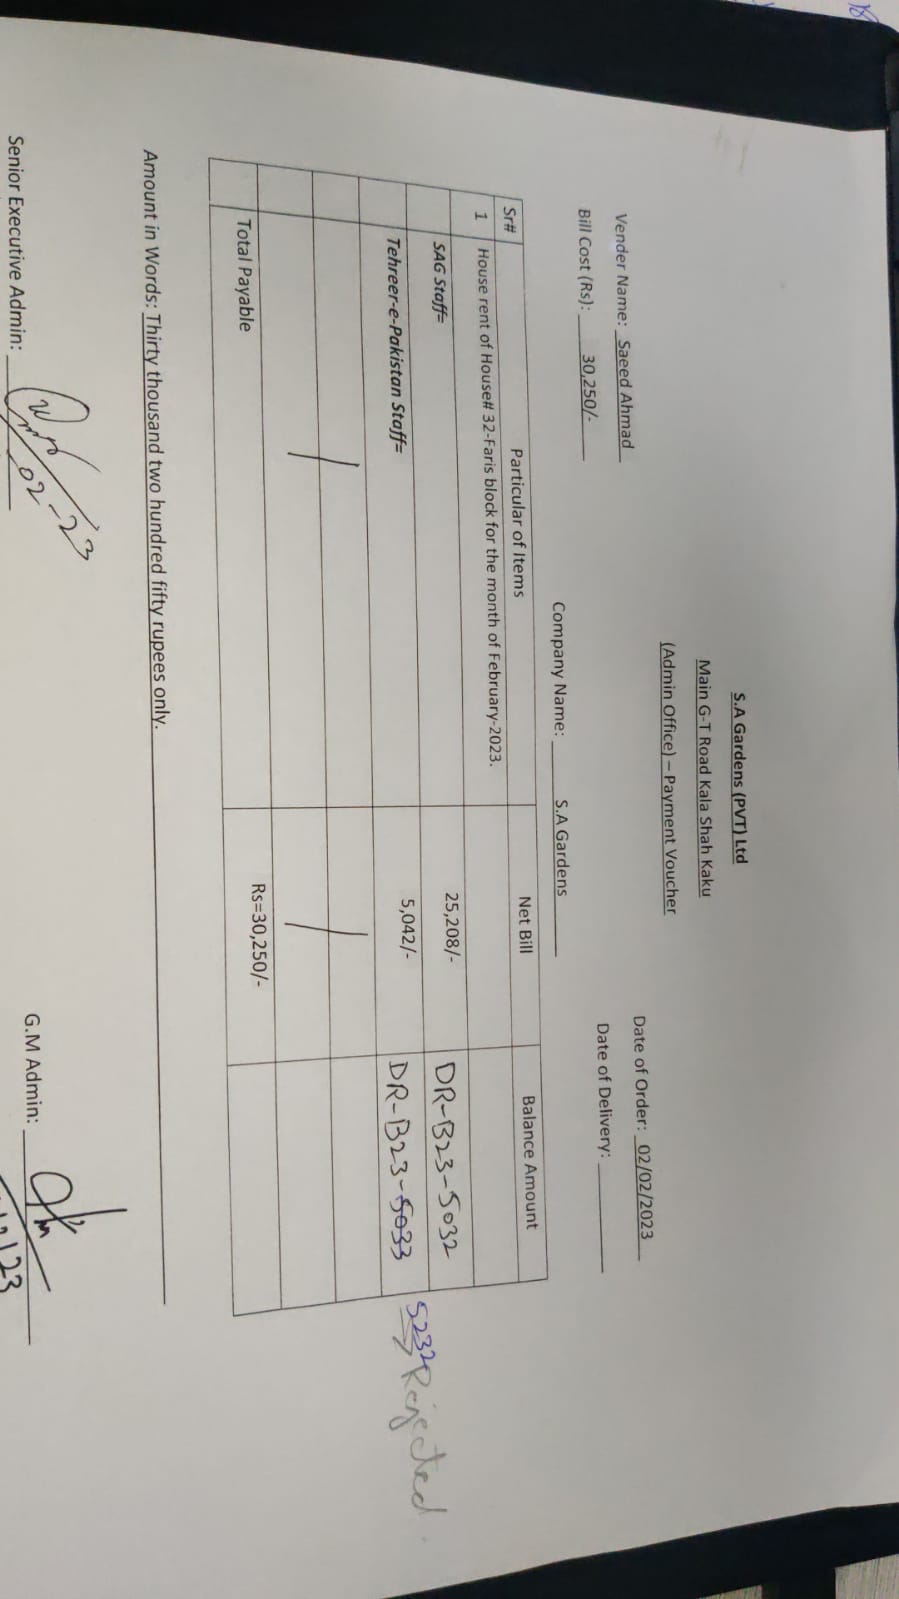 S.A Gardens (PVT) Ltd
Main G-T Road Kala Shah Kaku
(Admin Office) – Payment Voucher
Vender Name: Saeed Ahmad
Date of Order: 02/02/2023
Bill Cost (Rs): 30,250/-
Company Name: S.A Gardens
Date of Delivery:
Sr# Particular of Items Net Bill Balance Amount
1 House rent of House# 32-Faris block for the month of February-2023.
SAG Staff= 25,208/- DR-B23-5032
Tehreer-e-Pakistan Staff= 5,042/- DR-B23-5033 5232 Rejected
Total Payable Rs=30,250/-
Amount in Words: Thirty thousand two hundred fifty rupees only.
Senior Executive Admin: 02-23
G.M Admin: